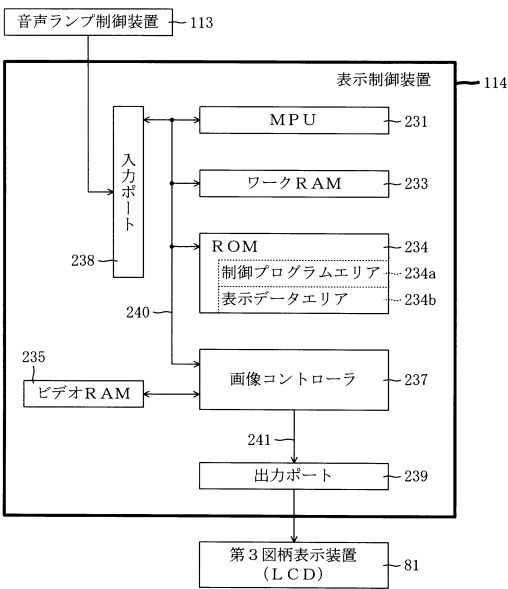 音声ランプ制御装置
113
表示制御装置
114
MPU
231
入力ポート
ワークRAM
233
ROM
234
238
制御プログラムエリア
234a
表示データエリア
234b
240
235
画像コントローラ
237
ビデオRAM
241
出力ポート
239
第3図柄表示装置
(LCD)
81